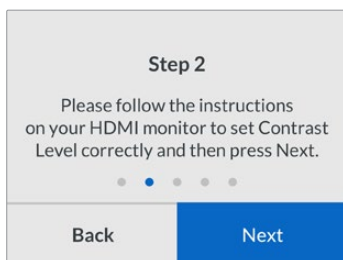 Step 2
Please follow the instructions
on your HDMI monitor to set Contrast
Level correctly and then press Next.
Back
Next